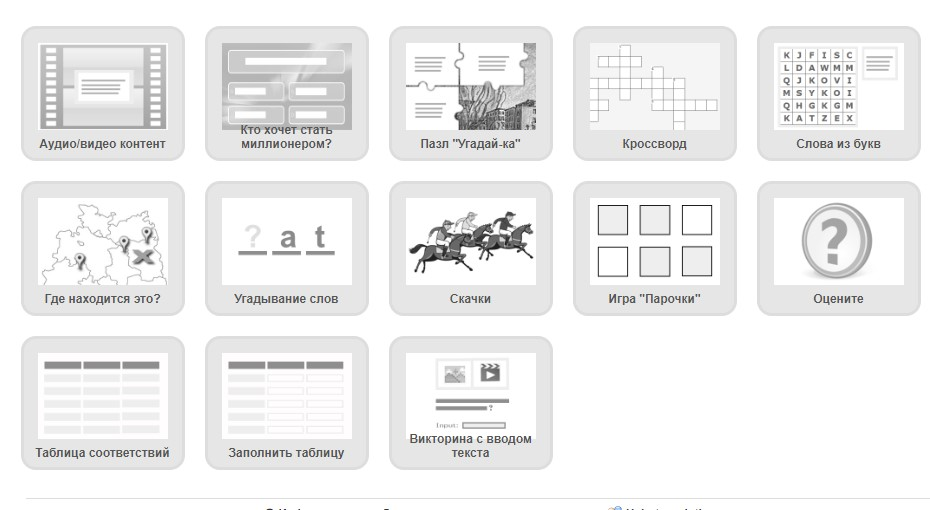 K J F I S C
L D A W M M
Q J K O V I
M S Y K O I
Q H G K G M
K A T Z E X
Аудио/видео контент
Кто хочет стать
миллионером?
Пазл "Угадай-ка"
Кроссворд
Слова из букв
? a t
Где находится это?
Угадывание слов
Скачки
Игра "Парочки"
?
Оцените
?
Input:
Таблица соответствий
Заполнить таблицу
Викторина с вводом
текста